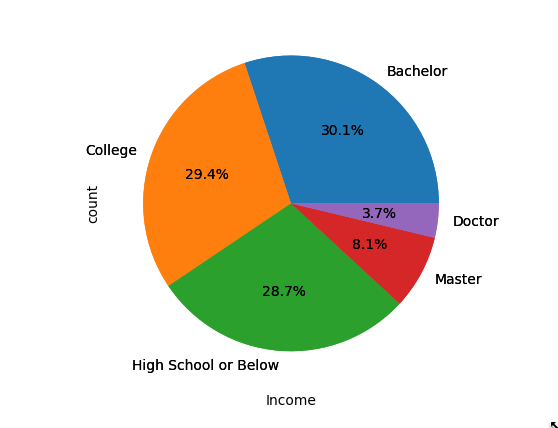 Bachelor
30.1%
College
29.4%
count
3.7%
Doctor
8.1%
Master
28.7%
High School or Below
Income